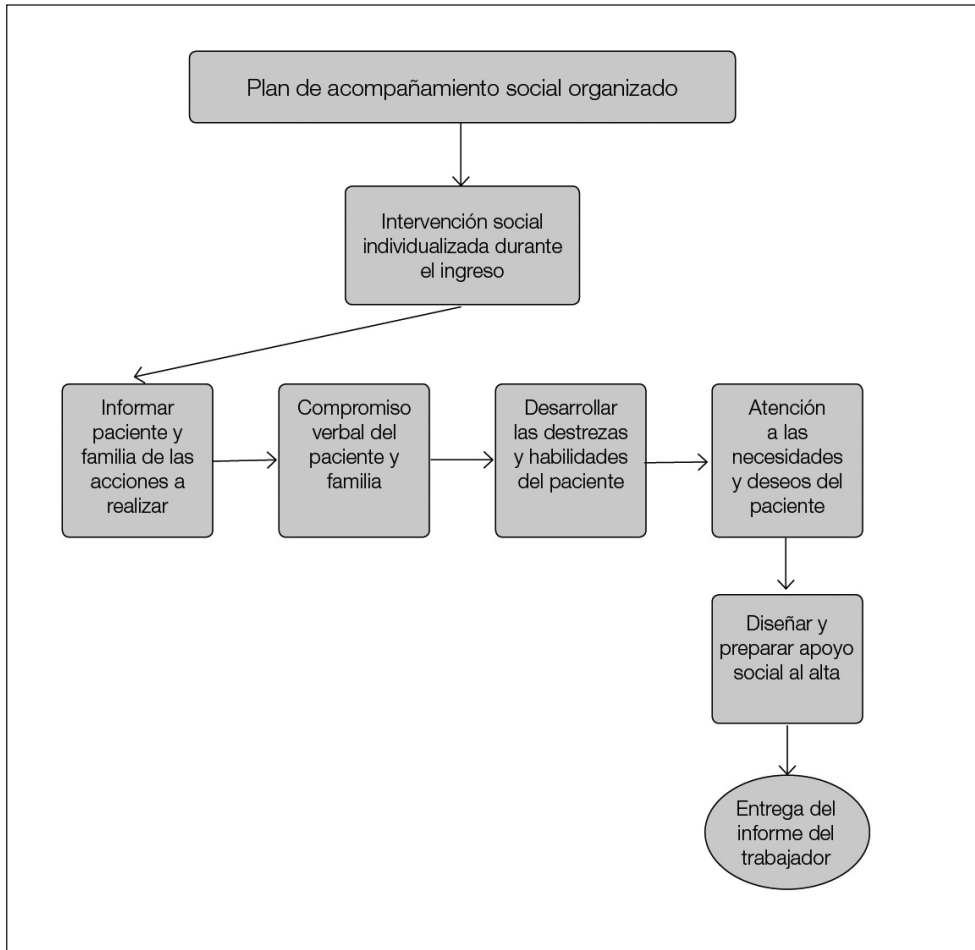 Plan de acompañamiento social organizado
Intervención social
individualizada durante
el ingreso
Informar
paciente y
familia de las
acciones a
realizar
Compromiso
verbal del
paciente y
familia
Desarrollar
las destrezas
y habilidades
del paciente
Atención
a las
necesidades
y deseos del
paciente
Diseñar y
preparar apoyo
social al alta
Entrega del
informe del
trabajador